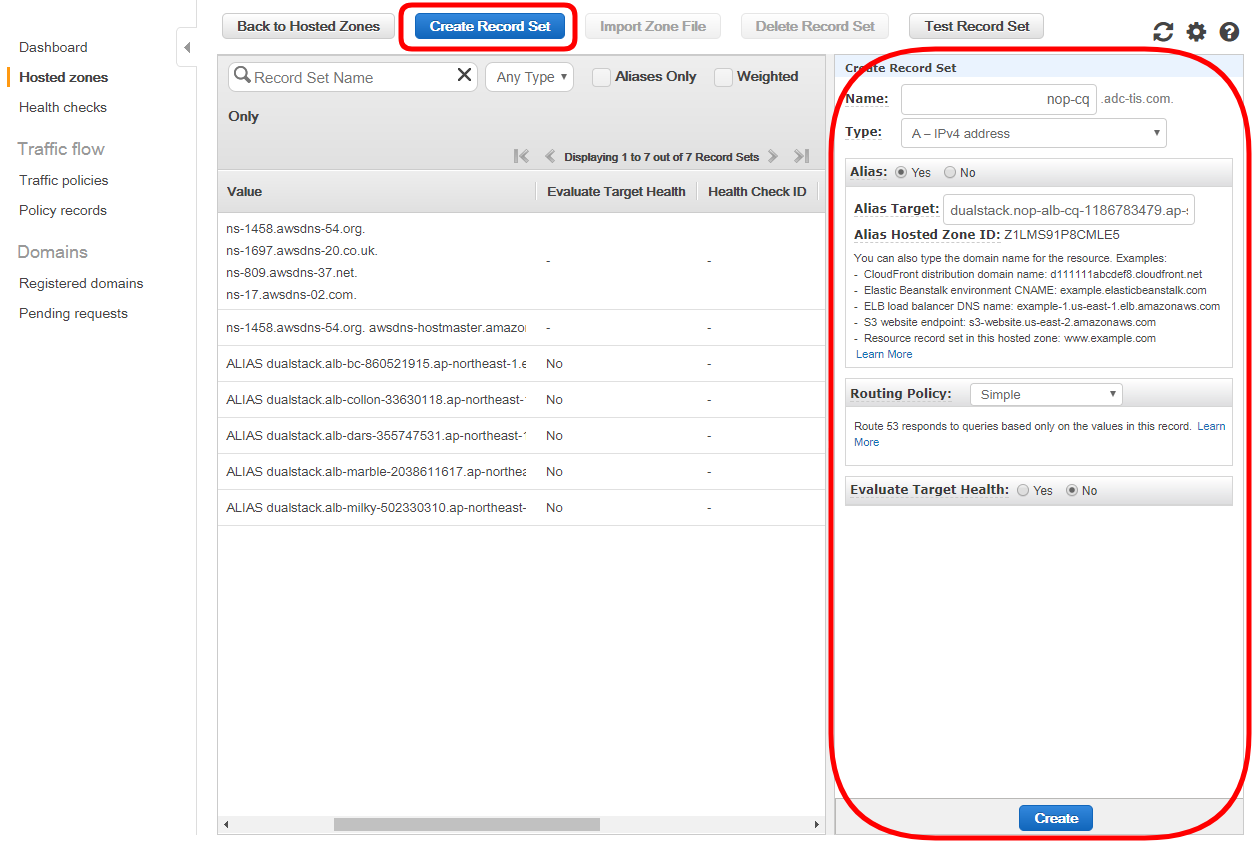 Dashboard
Hosted zones
Health checks
Traffic flow
Traffic policies
Policy records
Domains
Registered domains
Pending requests
Back to Hosted Zones
Create Record Set
Import Zone File
Delete Record Set
Test Record Set
Record Set Name
Any Type
Aliases Only
Weighted
Only
Displaying 1 to 7 out of 7 Record Sets
Value Evaluate Target Health Health Check ID
ns-1458.awsdns-54.org.
ns-1697.awsdns-20.co.uk.
ns-809.awsdns-37.net.
ns-17.awsdns-02.com.
- -
ns-1458.awsdns-54.org. awsdns-hostmaster.amazo - -
ALIAS dualstack.alb-bc-860521915.ap-northeast-1.e No -
ALIAS dualstack.alb-collon-33630118.ap-northeast- No -
ALIAS dualstack.alb-dars-355747531.ap-northeast-1 No -
ALIAS dualstack.alb-marble-2038611617.ap-northea No -
ALIAS dualstack.alb-milky-502330310.ap-northeast- No -
Create Record Set
Name: nop-cq .adc-tis.com.
Type: A – IPv4 address
Alias: Yes No
Alias Target: dualstack.nop-alb-cq-1186783479.ap-
Alias Hosted Zone ID: Z1LMS91P8CMLE5
You can also type the domain name for the resource. Examples:
- CloudFront distribution domain name: d111111abcdef8.cloudfront.net
- Elastic Beanstalk environment CNAME: example.elasticbeanstalk.com
- ELB load balancer DNS name: example-1.us-east-1.elb.amazonaws.com
- S3 website endpoint: s3-website.us-east-2.amazonaws.com
- Resource record set in this hosted zone: www.example.com
Learn More
Routing Policy: Simple
Route 53 responds to queries based only on the values in this record. Learn
More
Evaluate Target Health: Yes No
Create